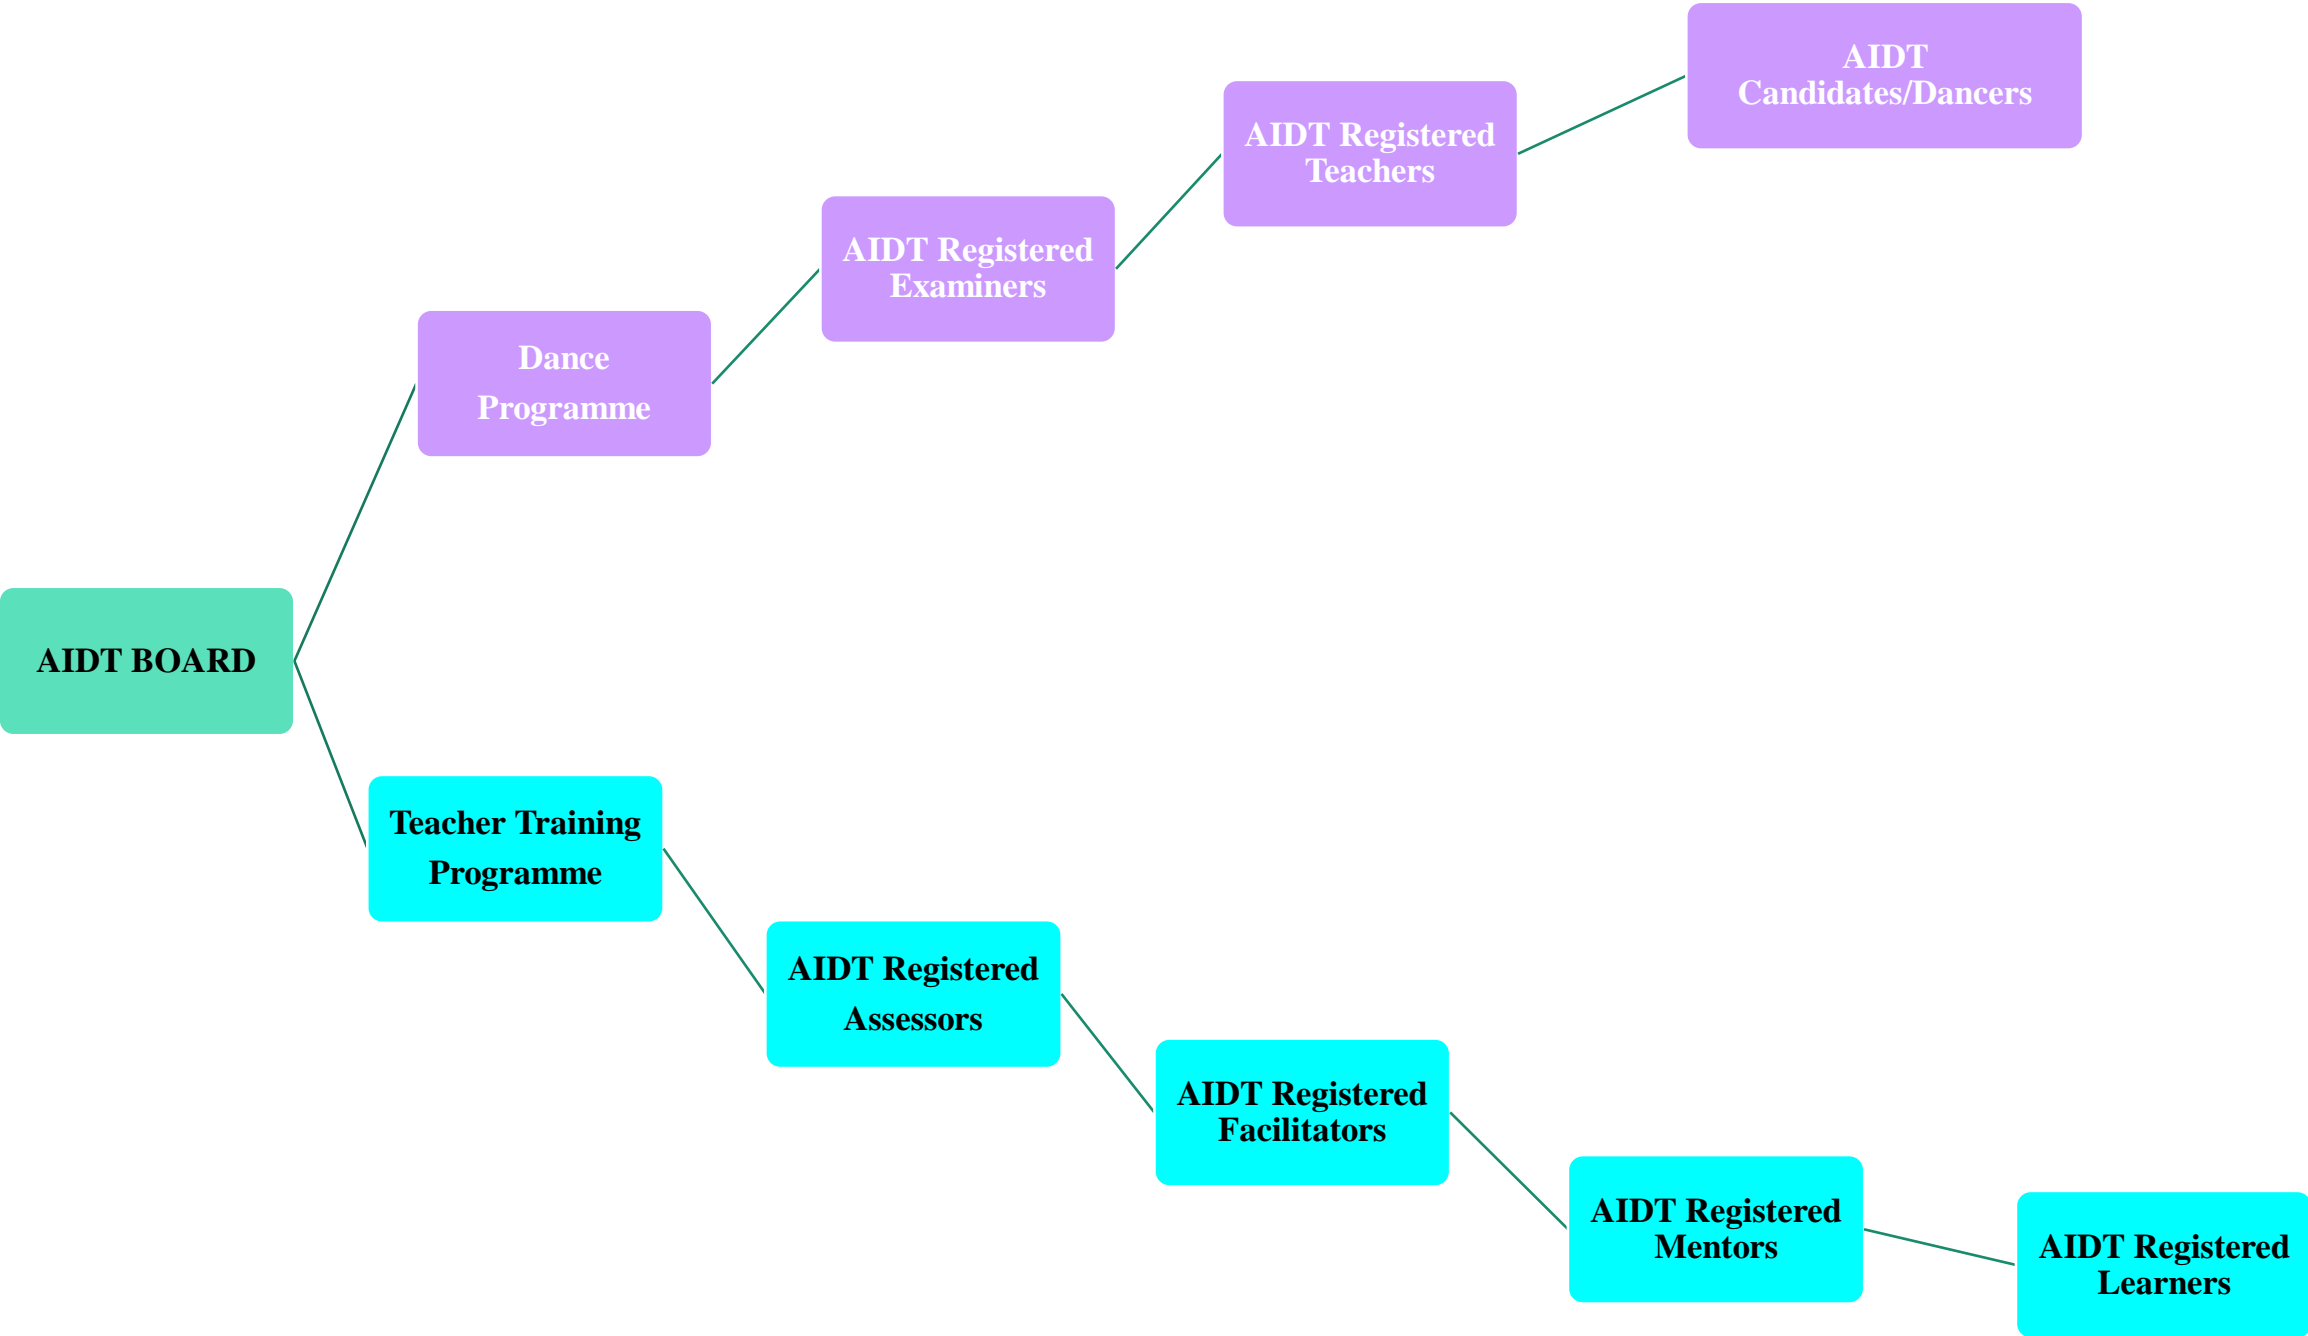 AIDT
Candidates/Dancers
AIDT Registered
Teachers
AIDT Registered
Examiners
Dance
Programme
AIDT BOARD
Teacher Training
Programme
AIDT Registered
Assessors
AIDT Registered
Facilitators
AIDT Registered
Mentors
AIDT Registered
Learners